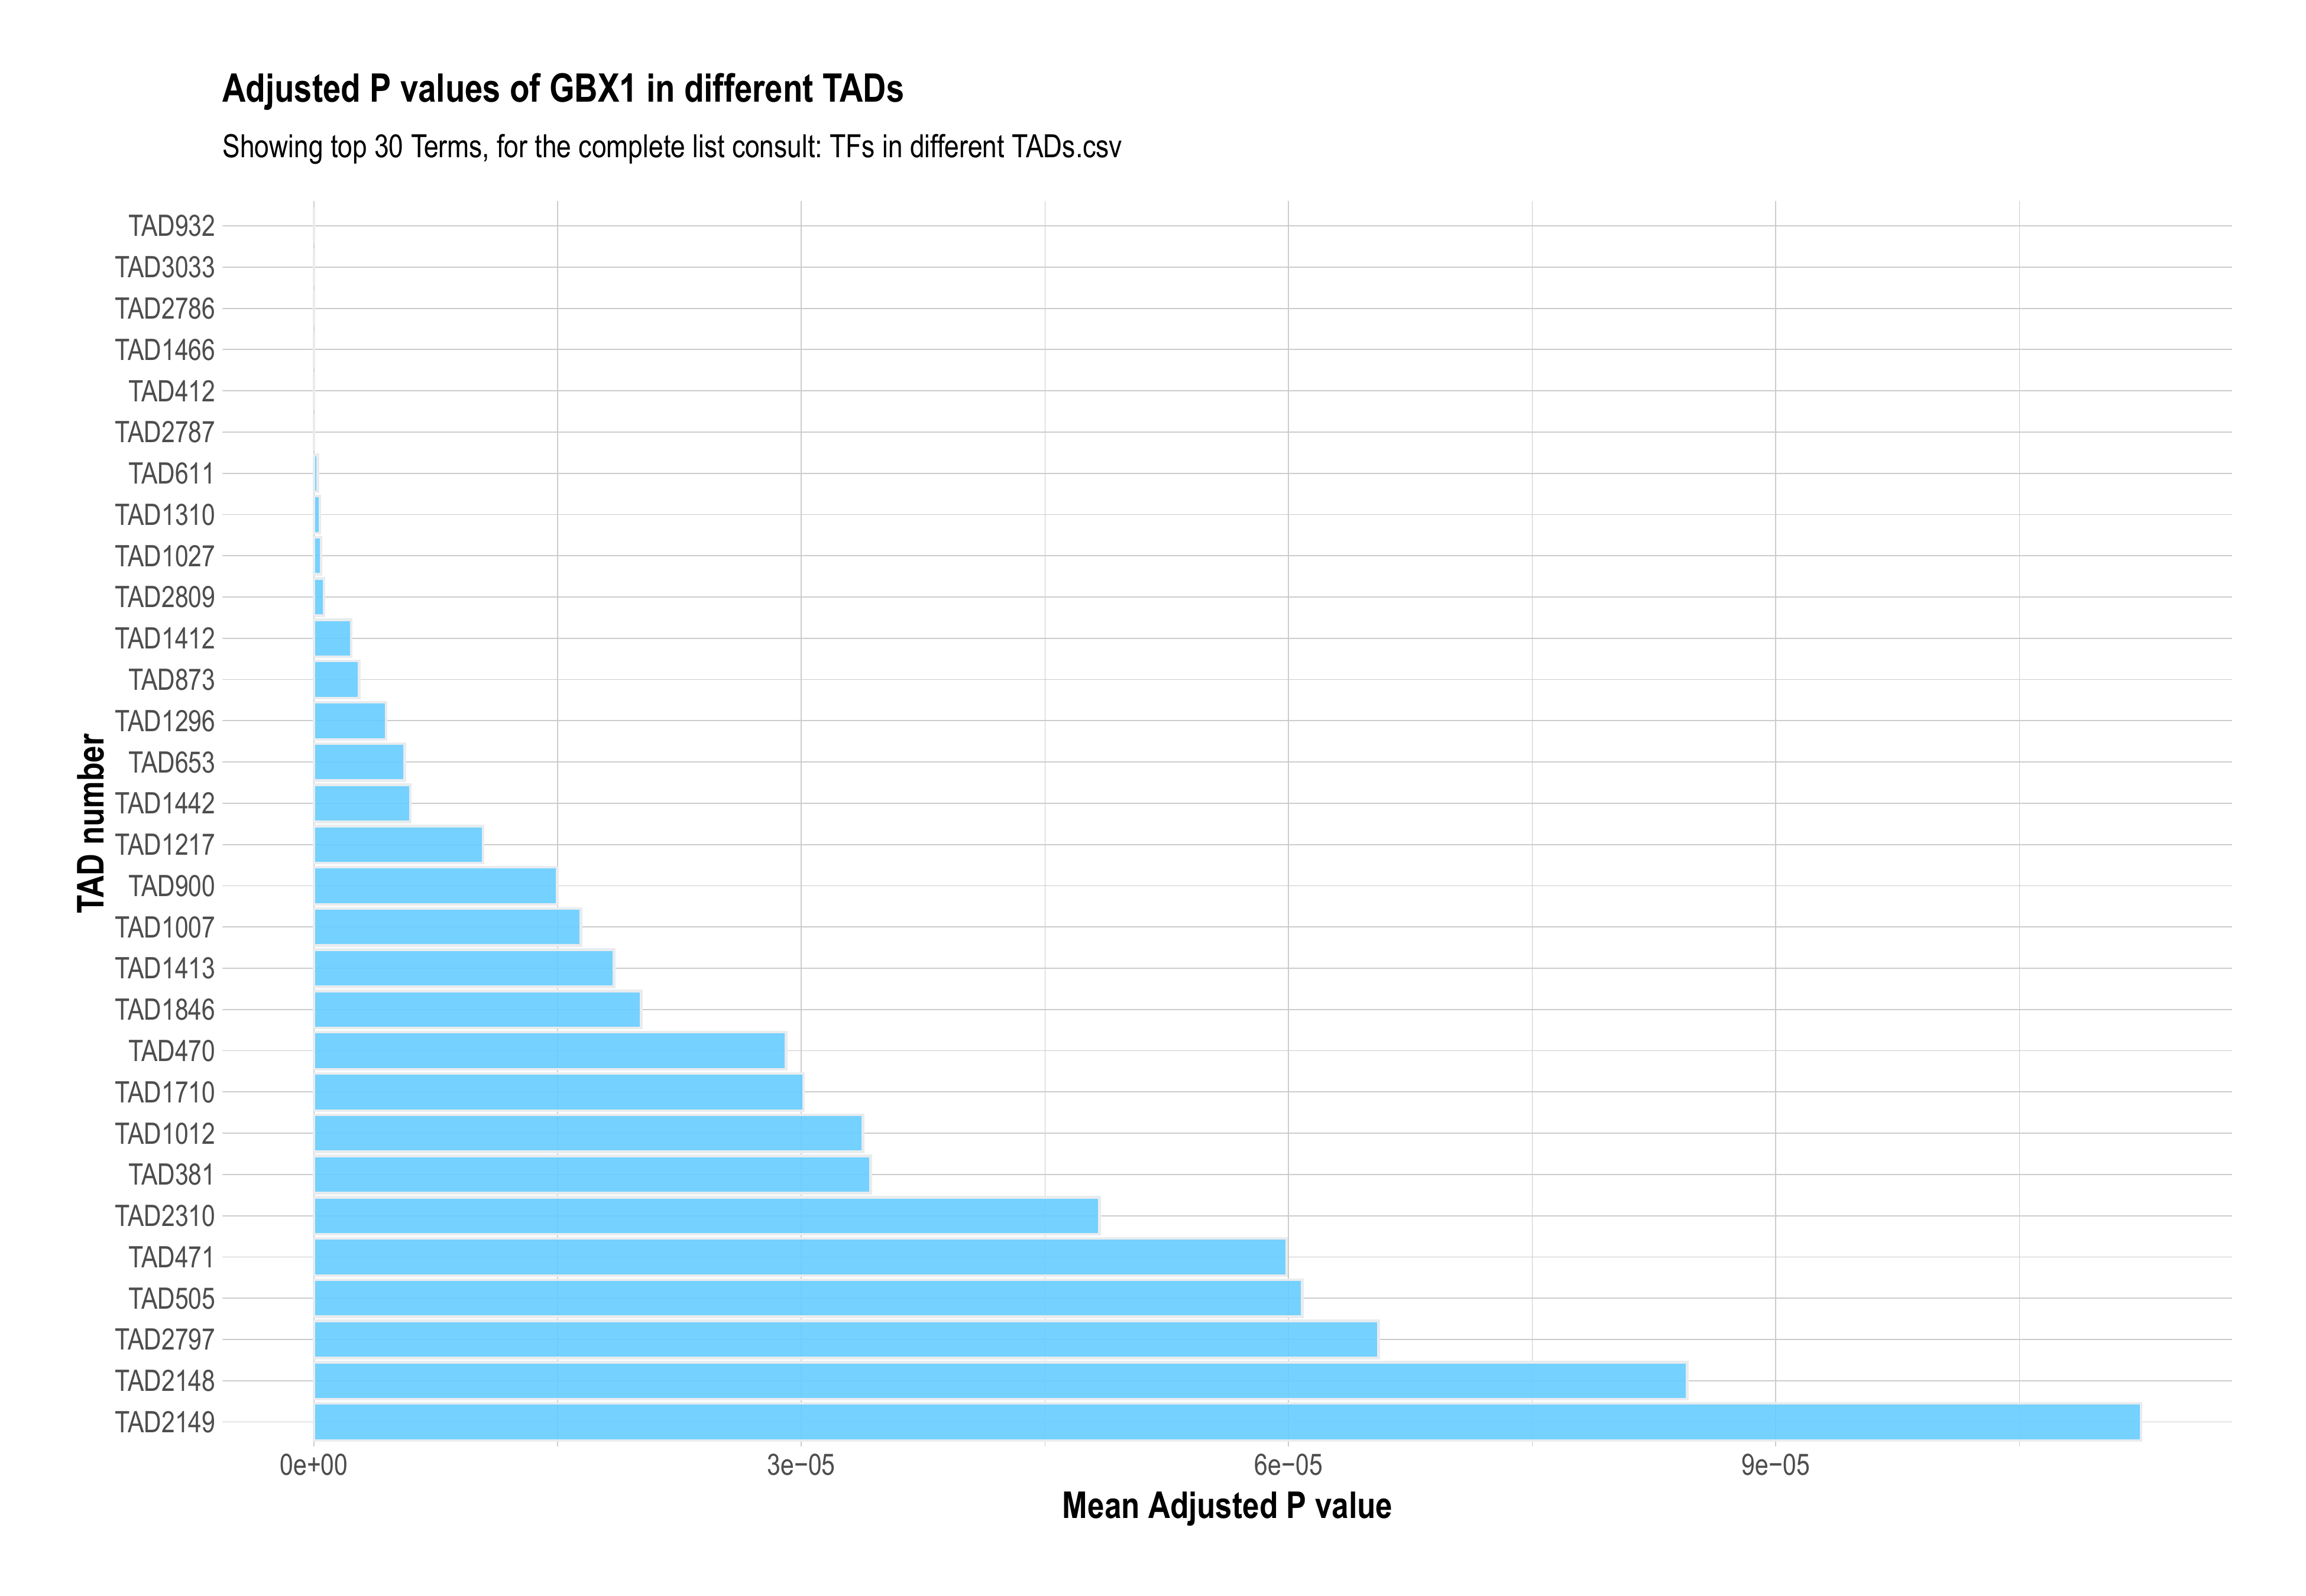 Adjusted P values of GBX1 in different TADs
Showing top 30 Terms, for the complete list consult: TFs in different TADs.csv
TAD932
TAD3033
TAD2786
TAD1466
TAD412
TAD2787
TAD611
TAD1310
TAD1027
TAD2809
TAD1412
TAD873
TAD1296
TAD653
TAD1442
TAD1217
TAD900
TAD1007
TAD1413
TAD1846
TAD470
TAD1710
TAD1012
TAD381
TAD2310
TAD471
TAD505
TAD2797
TAD2148
TAD2149
TAD number
0e+00 3e−05 6e−05 9e−05
Mean Adjusted P value